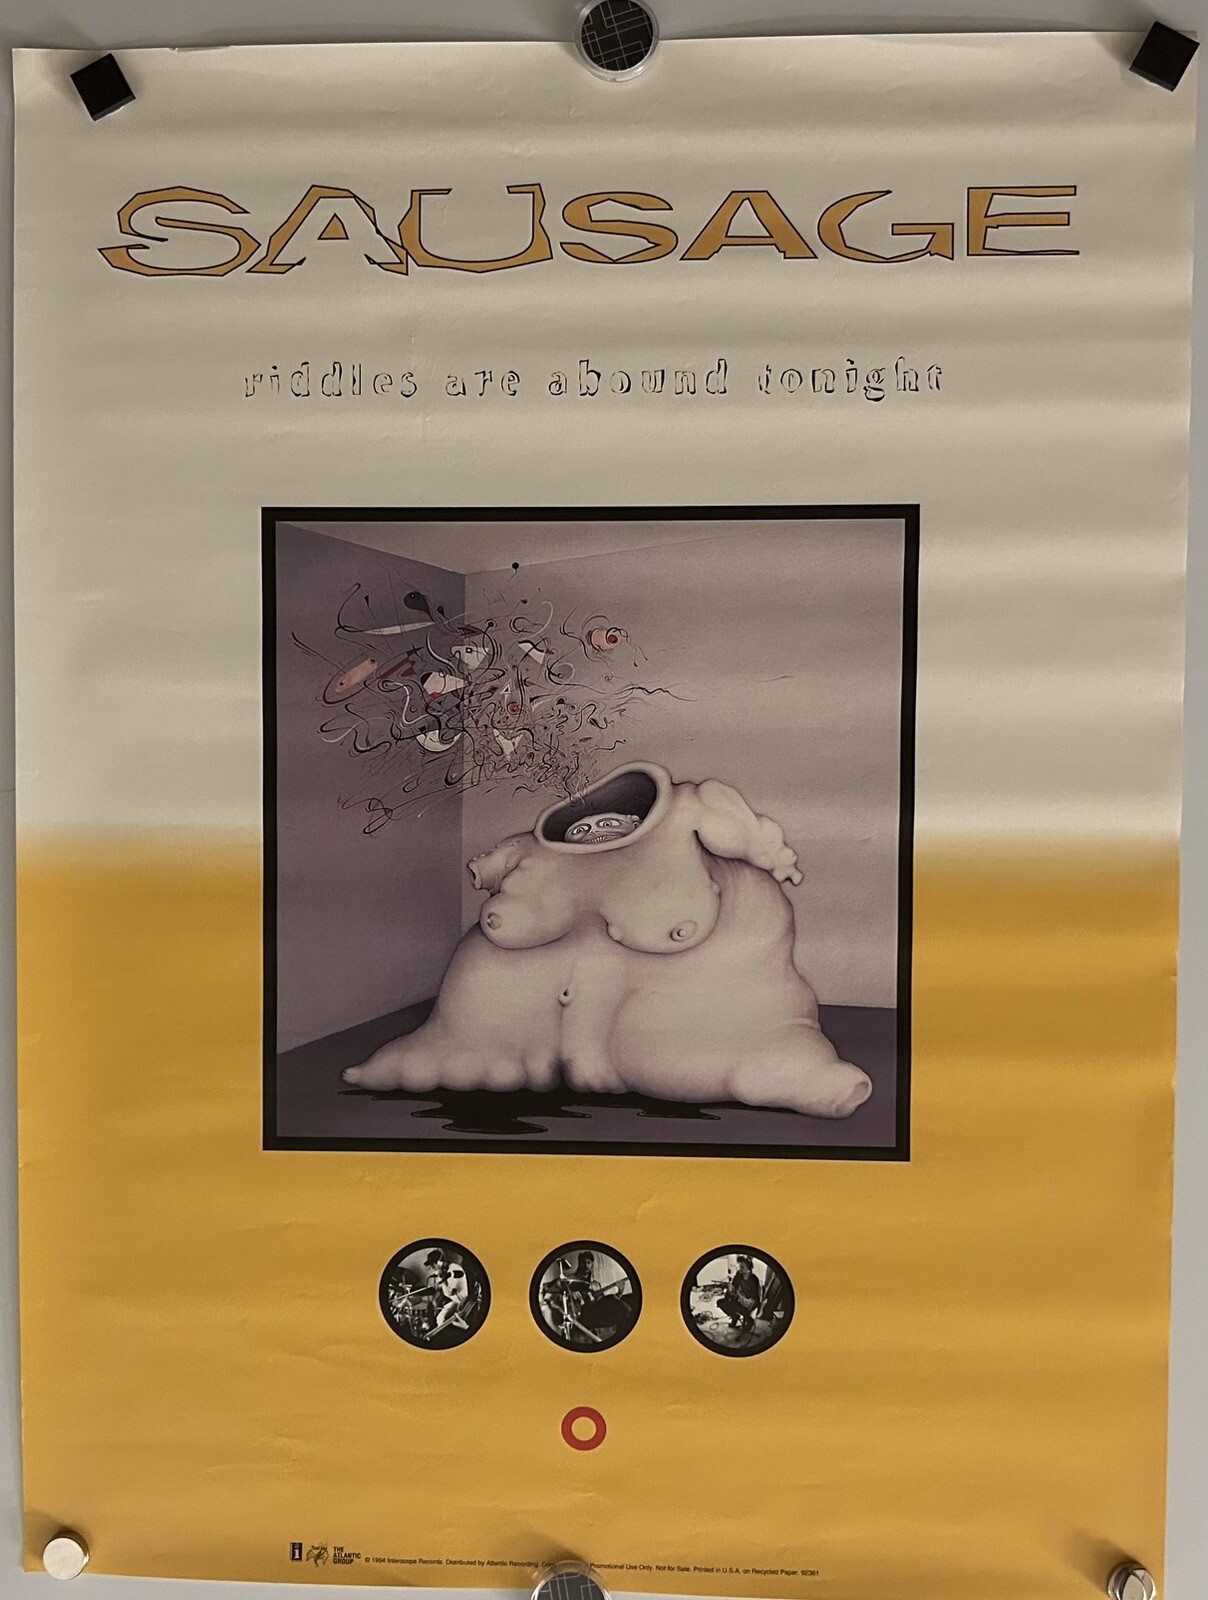 SAUSAGE
riddles are abound tonight
THE
ATLANTIC
GROUP
© 1994 Interscope Records. Distributed by Atlantic Recording Promotional Use Only. Not for Sale. Printed in U.S.A. on Recycled Paper. 92361